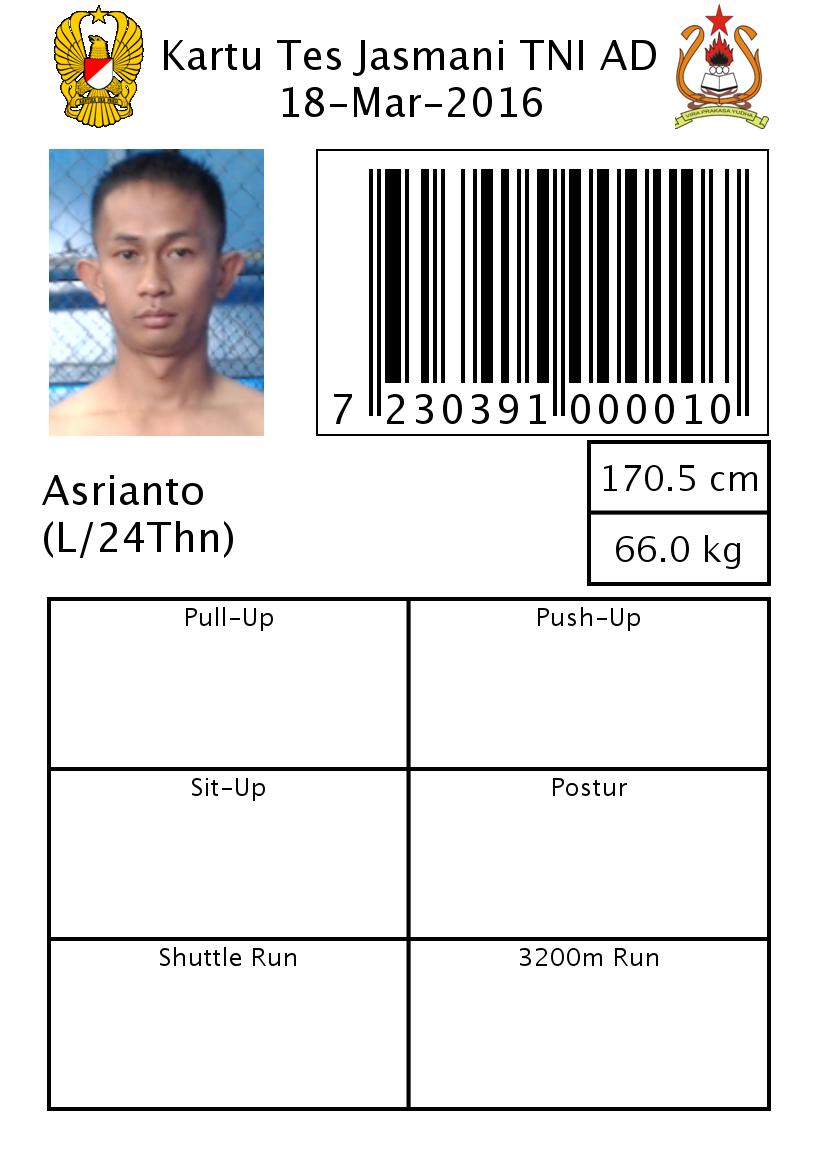 Kartu Tes Jasmani TNI AD
18-Mar-2016
VIRA PRAKASA YUDHA
7 230391 000010
Asrianto
(L/24Thn)
170.5 cm
66.0 kg
Pull-Up
Push-Up
Sit-Up
Postur
Shuttle Run
3200m Run